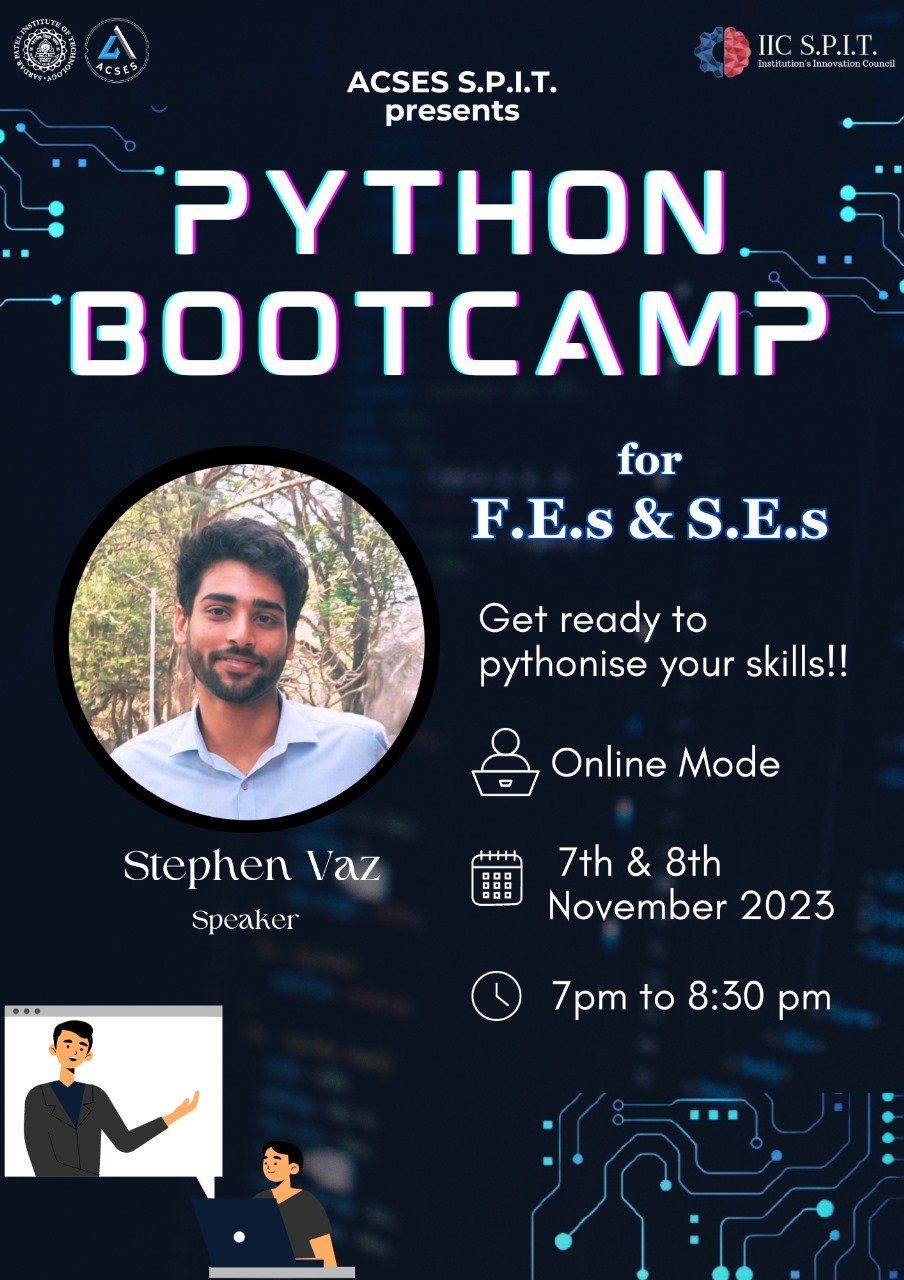 SARDAR PATEL INSTITUTE OF TECHNOLOGY
ACSES
IIC S.P.I.T.
Institution's Innovation Council
ACSES S.P.I.T.
presents
PYTHON
BOOTCAMP
for
F.E.s & S.E.s
Get ready to
pythonise your skills!!
Online Mode
7th & 8th
November 2023
7pm to 8:30 pm
Stephen Vaz
Speaker